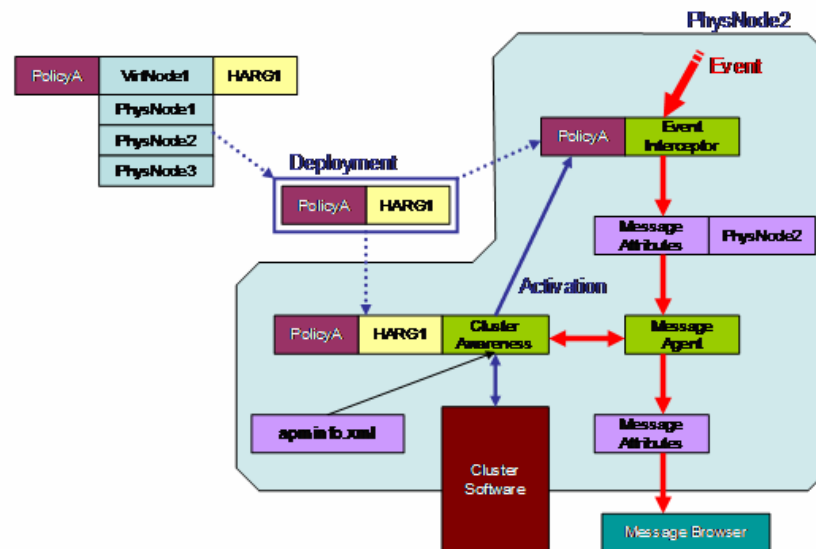 PhysNode2
Event
PolicyA VirtNode1 HARG1
PhysNode1
PhysNode2
PhysNode3
Deployment
PolicyA HARG1
PolicyA Event
Interceptor
Message
Attributes PhysNode2
Activation
PolicyA HARG1 Cluster
Awareness
Message
Agent
apminfo.xml
Message
Attributes
Cluster
Software
Message Browser